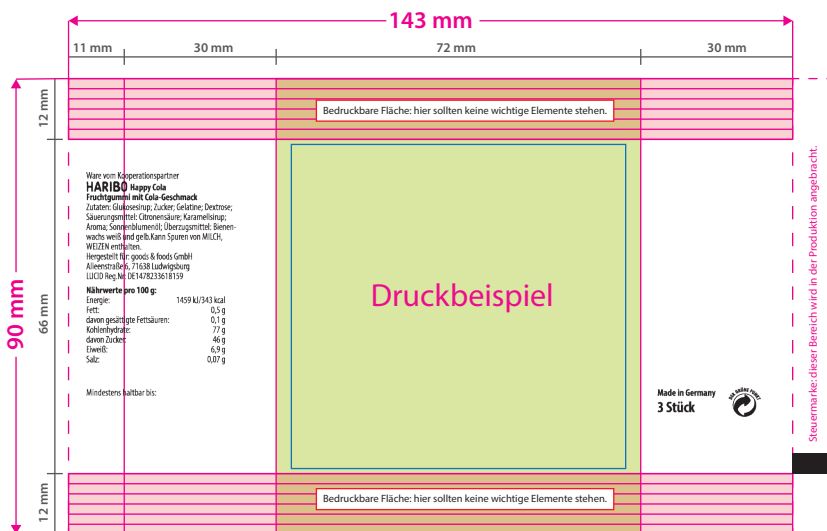 143 mm
11 mm
30 mm
72 mm
30 mm
12 mm
Bedruckbare Fläche: hier sollten keine wichtige Elemente stehen.
90 mm
66 mm
Ware vom Kooperationspartner
HARIBO Happy Cola
Fruchtgummi mit Cola-Geschmack
Zutaten: Glukosesirup; Zucker; Gelatine; Dextrose;
Säuerungsmittel: Citronensäure; Karamellsirup;
Aroma; Sonnenblumenöl; Überzugsmittel: Bienen-
wachs weiß und gelb.Kann Spuren von MILCH,
WEIZEN enthalten.
Hergestellt für: goods & foods GmbH
Alleenstraße 6, 71638 Ludwigsburg
LUCID Reg.Nr. DE1478233618159
Nährwerte pro 100 g:
Energie: 1459 kJ/343 kcal
Fett: 0,5 g
davon gesättigte Fettsäuren: 0,1 g
Kohlenhydrate: 77 g
davon Zucker: 46 g
Eiweiß: 6,9 g
Salz: 0,07 g
Mindestens haltbar bis:
Druckbeispiel
Made in Germany
3 Stück
DER GRÜNE PUNKT
Steuermarke: dieser Bereich wird in der Produktion angebracht.
12 mm
Bedruckbare Fläche: hier sollten keine wichtige Elemente stehen.